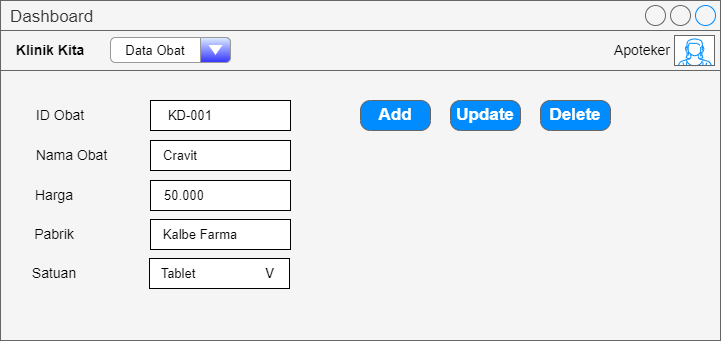 Dashboard
Klinik Kita Data Obat Apoteker
ID Obat KD-001 Add Update Delete
Nama Obat Cravit
Harga 50.000
Pabrik Kalbe Farma
Satuan Tablet V